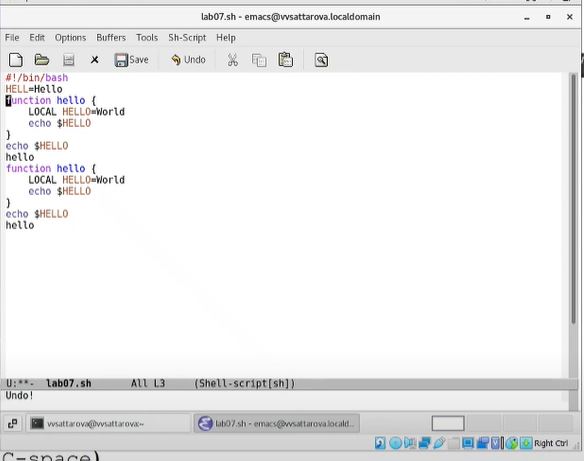 lab07.sh - emacs@vvsattarova.localdomain
File Edit Options Buffers Tools Sh-Script Help
Save Undo
#!/bin/bash
HELL=Hello
function hello {
    LOCAL HELLO=World
    echo $HELLO
}
echo $HELLO
hello
function hello {
    LOCAL HELLO=World
    echo $HELLO
}
echo $HELLO
hello
U:**- lab07.sh All L3 (Shell-script[sh])
Undo!
vvsattarova@vvsattarova:~ lab07.sh - emacs@vvsattarova.locald...
Right Ctrl
C-space)